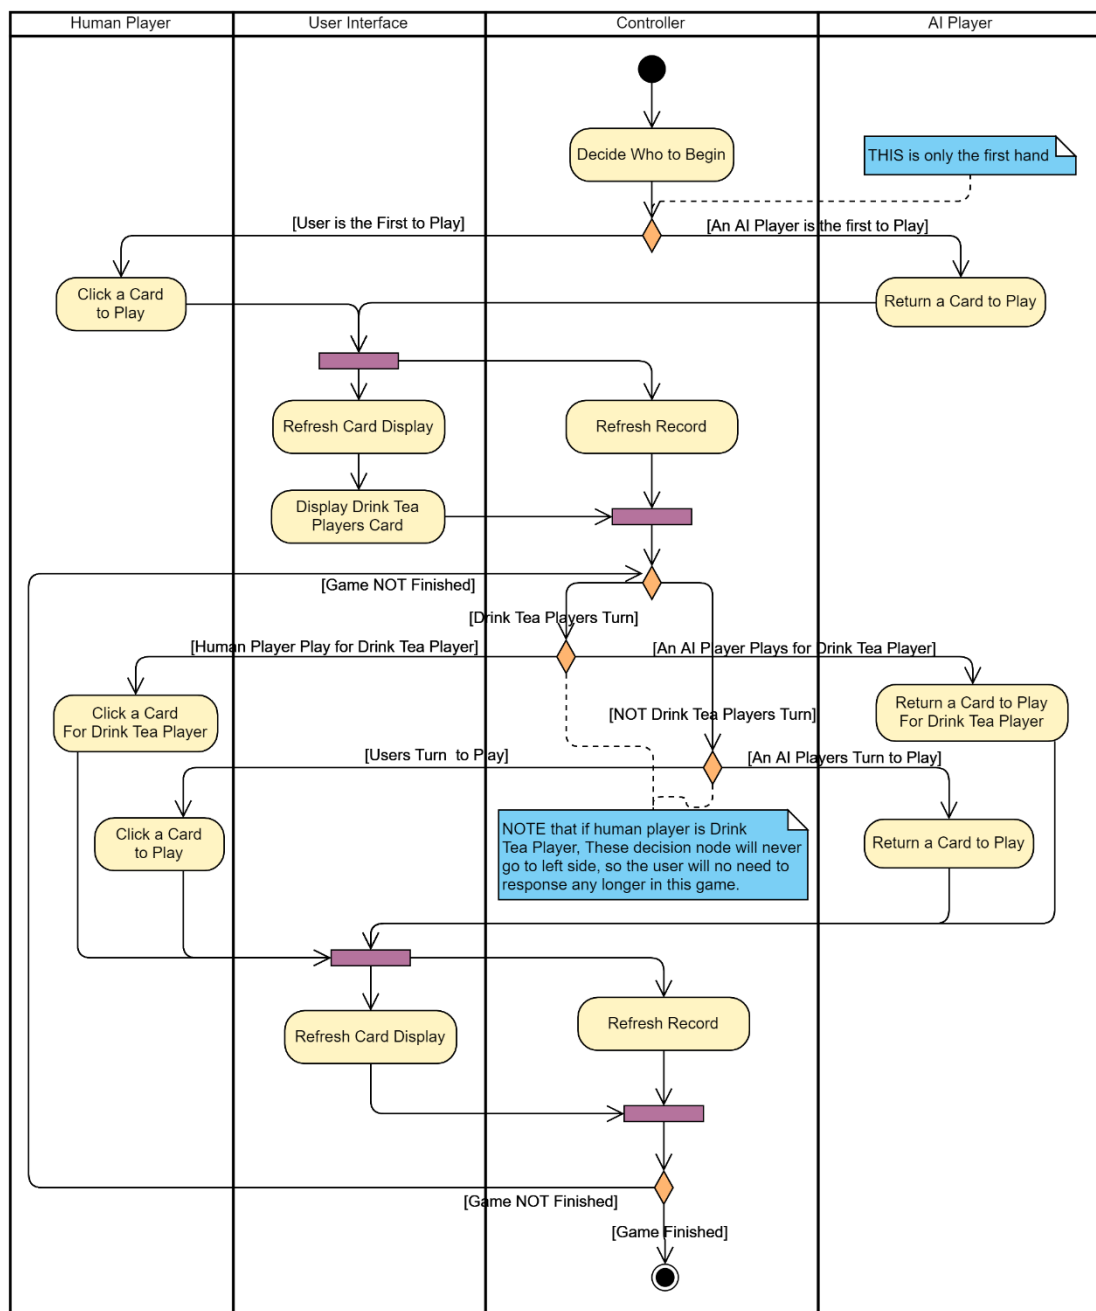 Human Player
User Interface
Controller
AI Player
Decide Who to Begin
THIS is only the first hand
[User is the First to Play]
[An AI Player is the first to Play]
Click a Card
to Play
Return a Card to Play
Refresh Card Display
Refresh Record
Display Drink Tea
Players Card
[Game NOT Finished]
[Drink Tea Players Turn]
[Human Player Play for Drink Tea Player]
[An AI Player Plays for Drink Tea Player]
Click a Card
For Drink Tea Player
Return a Card to Play
For Drink Tea Player
[NOT Drink Tea Players Turn]
[Users Turn to Play]
[An AI Players Turn to Play]
Click a Card
to Play
NOTE that if human player is Drink
Tea Player, These decision node will never
go to left side, so the user will no need to
response any longer in this game.
Return a Card to Play
Refresh Card Display
Refresh Record
[Game NOT Finished]
[Game Finished]